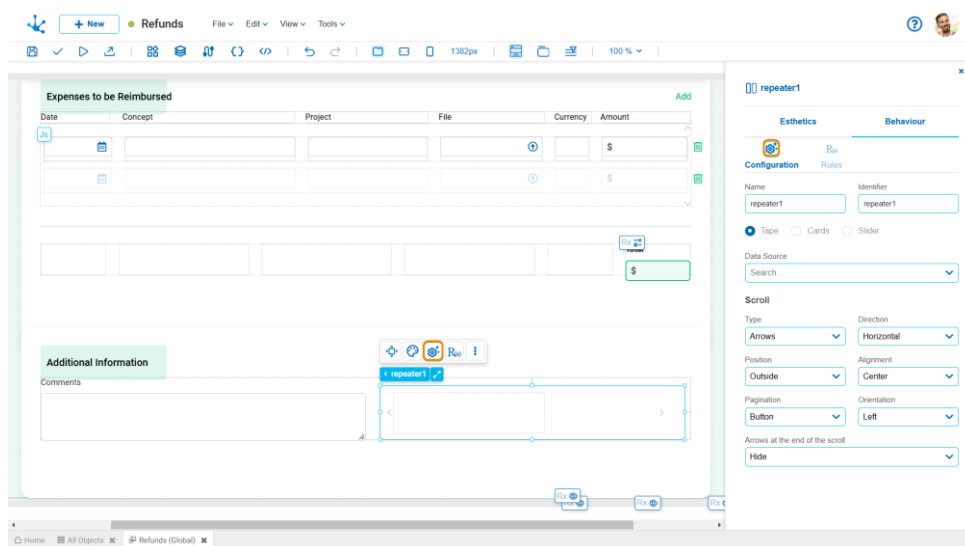 + New
Refunds
File
Edit
View
Tools
1382px
100 %
Expenses to be Reimbursed
Add
Date
Concept
Project
File
Currency
Amount
Js
$
$
Rx
$
Additional Information
Rxx
repeater1
Comments
Rx
Rx
Rx
repeater1
Esthetics
Behaviour
Configuration
Rules
Name
Identifier
repeater1
repeater1
Tape
Cards
Slider
Data Source
Search...
Scroll
Type
Direction
Arrows
Horizontal
Position
Alignment
Outside
Center
Pagination
Orientation
Button
Left
Arrows at the end of the scroll
Hide
Home
All Objects
Refunds (Global)